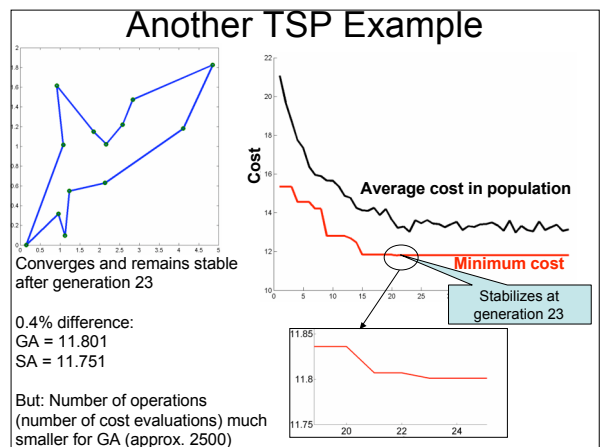 Another TSP Example
2
1.8
1.6
1.4
1.2
1
0.8
0.6
0.4
0.2
0
0 0.5 1 1.5 2 2.5 3 3.5 4 4.5 5
Converges and remains stable
after generation 23
0.4% difference:
GA = 11.801
SA = 11.751
But: Number of operations
(number of cost evaluations) much
smaller for GA (approx. 2500)
22
20
18
16
14
12
10
Cost
0 5 10 15 20 25 30
Average cost in population
Minimum cost
Stabilizes at
generation 23
11.85
11.8
11.75
20 22 24